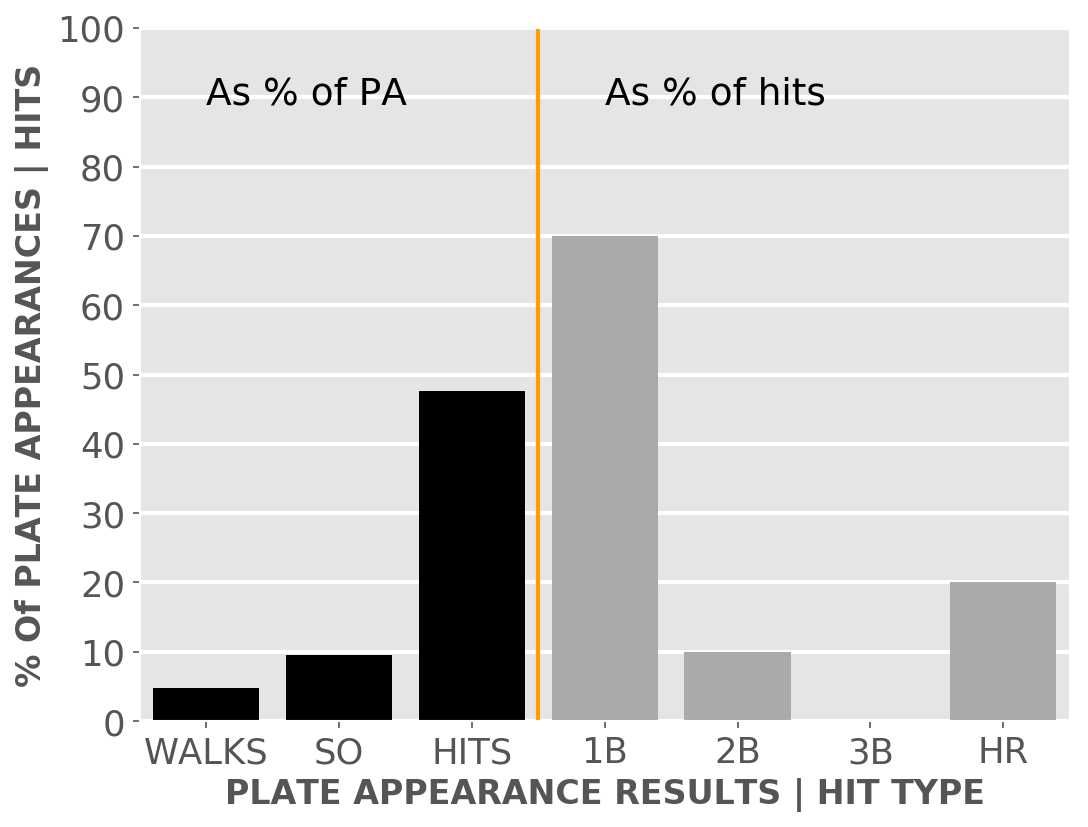 % Of PLATE APPEARANCES | HITS
100
90
80
70
60
50
40
30
20
10
0
As % of PA
As % of hits
WALKS SO HITS 1B 2B 3B HR
PLATE APPEARANCE RESULTS | HIT TYPE